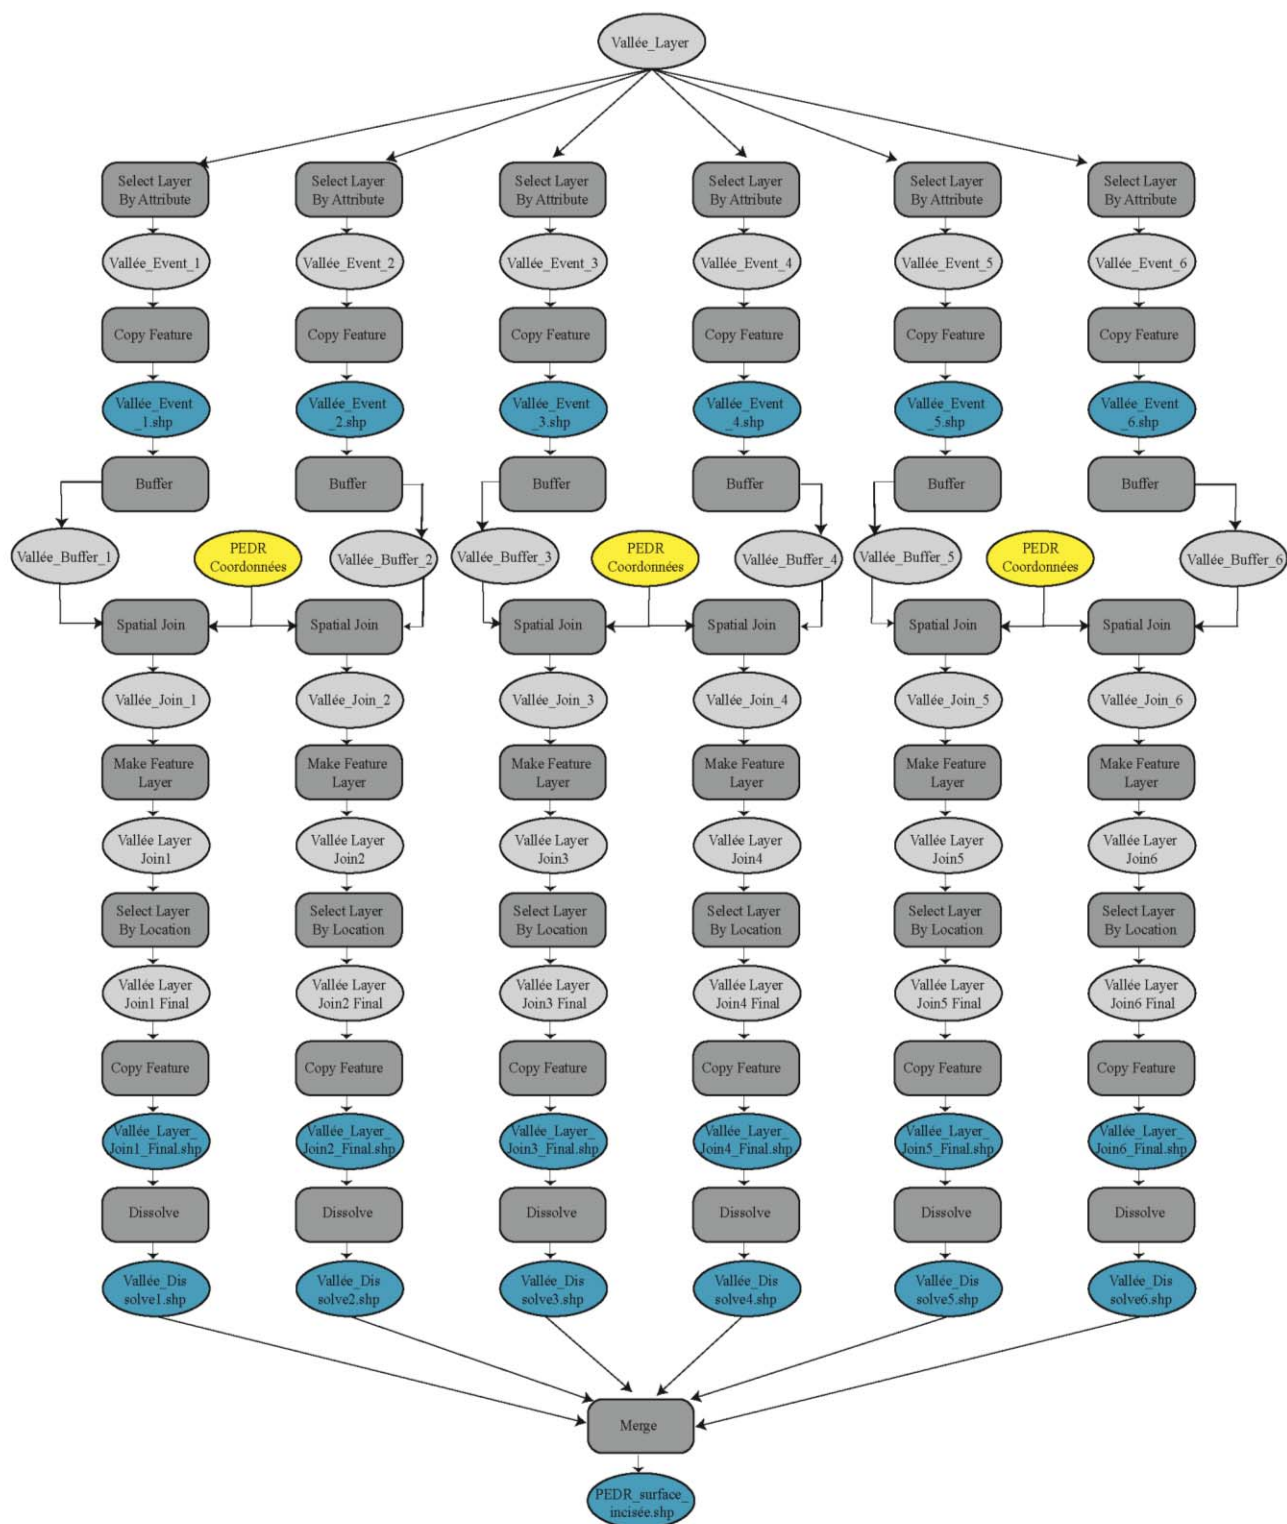 Vallée_Layer
Select Layer
By Attribute
Select Layer
By Attribute
Select Layer
By Attribute
Select Layer
By Attribute
Select Layer
By Attribute
Select Layer
By Attribute
Vallée_Event_1
Vallée_Event_2
Vallée_Event_3
Vallée_Event_4
Vallée_Event_5
Vallée_Event_6
Copy Feature
Copy Feature
Copy Feature
Copy Feature
Copy Feature
Copy Feature
Vallée_Event
_1.shp
Vallée_Event
_2.shp
Vallée_Event
_3.shp
Vallée_Event
_4.shp
Vallée_Event
_5.shp
Vallée_Event
_6.shp
Buffer
Buffer
Buffer
Buffer
Buffer
Buffer
Vallée_Buffer_1
PEDR
Coordonnées
Vallée_Buffer_2
Vallée_Buffer_3
PEDR
Coordonnées
Vallée_Buffer_4
Vallée_Buffer_5
PEDR
Coordonnées
Vallée_Buffer_6
Spatial Join
Spatial Join
Spatial Join
Spatial Join
Spatial Join
Spatial Join
Vallée_Join_1
Vallée_Join_2
Vallée_Join_3
Vallée_Join_4
Vallée_Join_5
Vallée_Join_6
Make Feature
Layer
Make Feature
Layer
Make Feature
Layer
Make Feature
Layer
Make Feature
Layer
Make Feature
Layer
Vallée Layer
Join1
Vallée Layer
Join2
Vallée Layer
Join3
Vallée Layer
Join4
Vallée Layer
Join5
Vallée Layer
Join6
Select Layer
By Location
Select Layer
By Location
Select Layer
By Location
Select Layer
By Location
Select Layer
By Location
Select Layer
By Location
Vallée Layer
Join1 Final
Vallée Layer
Join2 Final
Vallée Layer
Join3 Final
Vallée Layer
Join4 Final
Vallée Layer
Join5 Final
Vallée Layer
Join6 Final
Copy Feature
Copy Feature
Copy Feature
Copy Feature
Copy Feature
Copy Feature
Vallée_Layer_
Join1_Final.shp
Vallée_Layer_
Join2_Final.shp
Vallée_Layer_
Join3_Final.shp
Vallée_Layer_
Join4_Final.shp
Vallée_Layer_
Join5_Final.shp
Vallée_Layer_
Join6_Final.shp
Dissolve
Dissolve
Dissolve
Dissolve
Dissolve
Dissolve
Vallée_Dis
solve1.shp
Vallée_Dis
solve2.shp
Vallée_Dis
solve3.shp
Vallée_Dis
solve4.shp
Vallée_Dis
solve5.shp
Vallée_Dis
solve6.shp
Merge
PEDR_surface_
incisée.shp